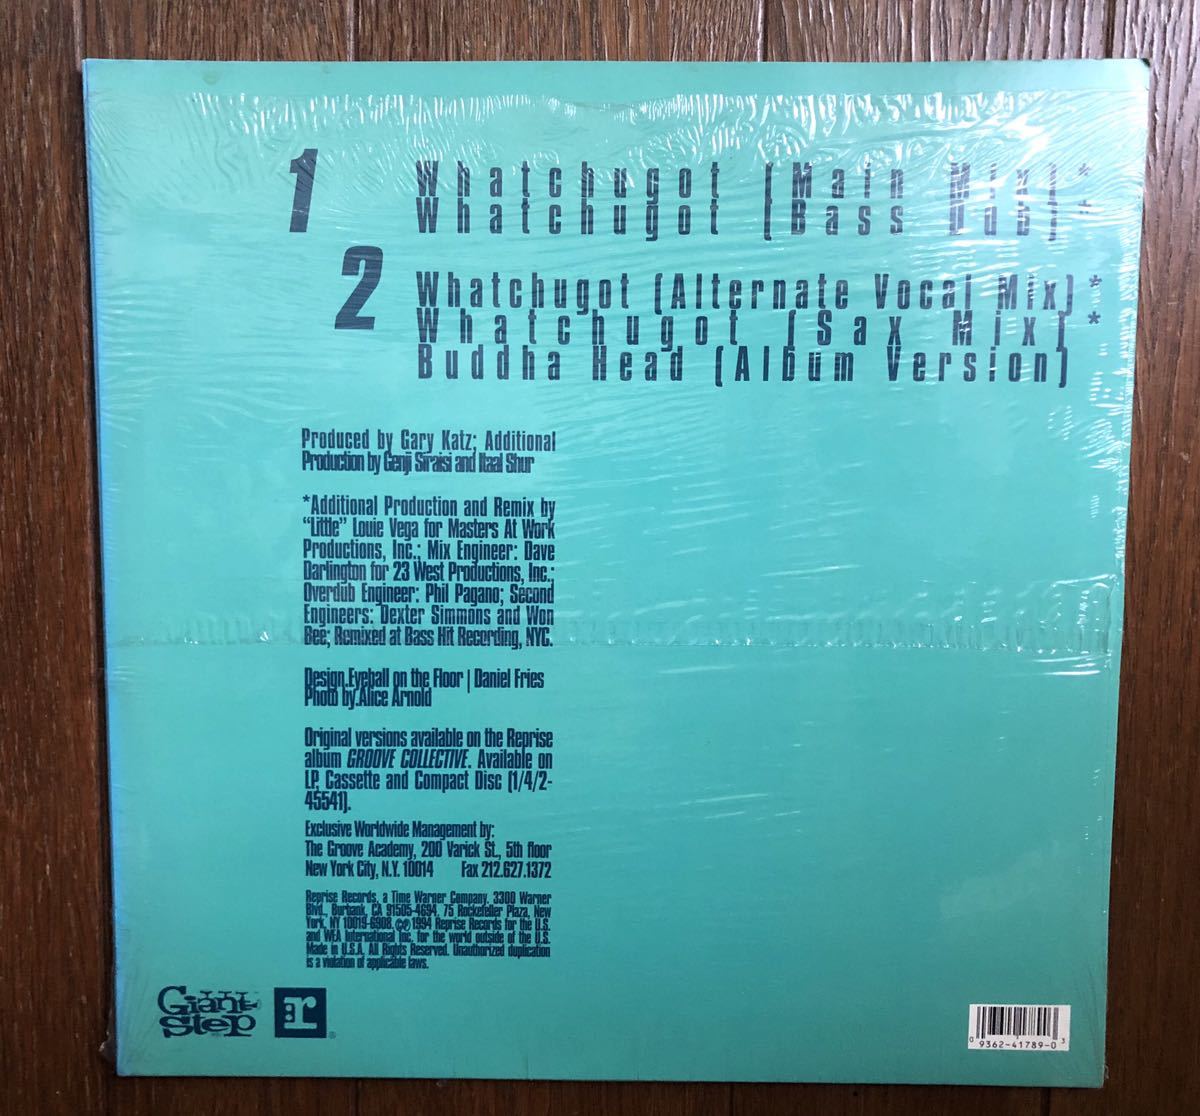 1
Whatchugot (Main Mix)*
Whatchugot (Bass Dub)*
2
Whatchugot (Alternate Vocal Mix)*
Whatchugot (Sax Mix)*
Buddha Head (Album Version)
Produced by Gary Katz; Additional
Production by Genji Siraisi and Itaal Shur
*Additional Production and Remix by
“Little” Louie Vega for Masters At Work
Productions, Inc.; Mix Engineer: Dave
Darlington for 23 West Productions, Inc.;
Overdub Engineer: Phil Pagano; Second
Engineers: Dexter Simmons and Won
Bee; Remixed at Bass Hit Recording, NYC.
Design.Eyeball on the Floor | Daniel Fries
Photo by.Alice Arnold
Original versions available on the Reprise
album GROOVE COLLECTIVE. Available on
LP, Cassette and Compact Disc (1/4/2-
45541).
Exclusive Worldwide Management by:
The Groove Academy, 200 Varick St., 5th floor
New York City, N.Y. 10014 Fax 212.627.1372
Reprise Records, a Time Warner Company. 3300 Warner
Blvd., Burbank, CA 91505-4694, 75 Rockefeller Plaza, New
York, NY 10019-6908. ©℗ 1994 Reprise Records for the U.S.
and WEA International Inc. for the world outside of the U.S.
Made in U.S.A. All Rights Reserved. Unauthorized duplication
is a violation of applicable laws.
Giant
Step
r ®
0 9362-41789-0 3